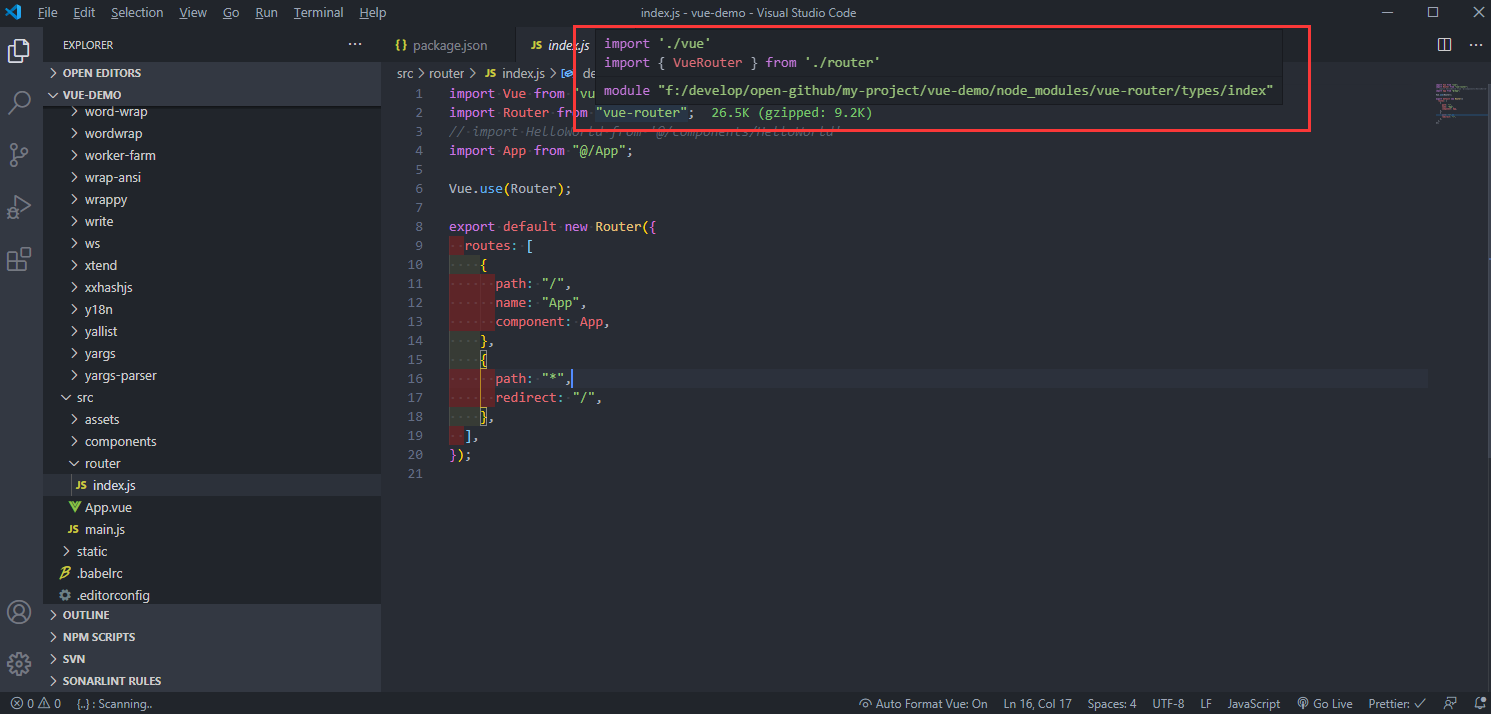 File Edit Selection View Go Run Terminal Help
index.js - vue-demo - Visual Studio Code
EXPLORER
OPEN EDITORS
VUE-DEMO
word-wrap
wordwrap
worker-farm
wrap-ansi
wrappy
write
ws
xtend
xxhashjs
y18n
yallist
yargs
yargs-parser
src
assets
components
router
JS index.js
App.vue
JS main.js
static
.babelrc
.editorconfig
OUTLINE
NPM SCRIPTS
SVN
SONARLINT RULES
{} package.json
JS index.js
src > router > JS index.js > de
import './vue'
import { VueRouter } from './router'
module "f:/develop/open-github/my-project/vue-demo/node_modules/vue-router/types/index"
1 import Vue from "vu
2 import Router from "vue-router"; 26.5K (gzipped: 9.2K)
3 // import HelloWorld from '@/components/HelloWorld'
4 import App from "@/App";
5
6 Vue.use(Router);
7
8 export default new Router({
9 routes: [
10 {
11 path: "/",
12 name: "App",
13 component: App,
14 },
15 {
16 path: "*",
17 redirect: "/",
18 },
19 ],
20 });
21
0 0 {..} : Scanning..
Auto Format Vue: On Ln 16, Col 17 Spaces: 4 UTF-8 LF JavaScript Go Live Prettier: ✓